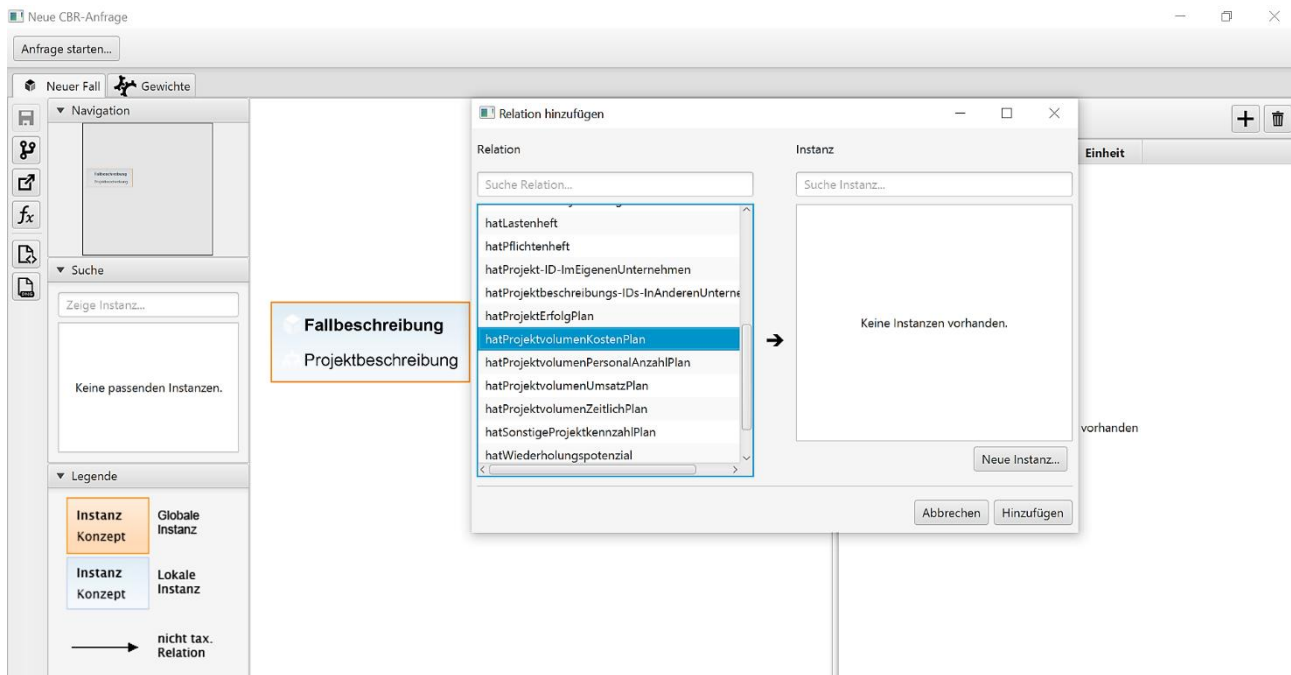 Neue CBR-Anfrage
Anfrage starten...
Neuer Fall
Gewichte
Navigation
Fallbeschreibung
Projektbeschreibung
Suche
Zeige Instanz...
Keine passenden Instanzen.
Legende
Instanz
Konzept
Globale
Instanz
Instanz
Konzept
Lokale
Instanz
nicht tax.
Relation
fx
Fallbeschreibung
Projektbeschreibung
Relation hinzufügen
Relation
Suche Relation...
hatLastenheft
hatPflichtenheft
hatProjekt-ID-ImEigenenUnternehmen
hatProjektbeschreibungs-IDs-InAnderenUnterne
hatProjektErfolgPlan
hatProjektvolumenKostenPlan
hatProjektvolumenPersonalAnzahlPlan
hatProjektvolumenUmsatzPlan
hatProjektvolumenZeitlichPlan
hatSonstigeProjektkennzahlPlan
hatWiederholungspotenzial
Instanz
Suche Instanz...
Keine Instanzen vorhanden.
Neue Instanz...
Abbrechen
Hinzufügen
Einheit
vorhanden